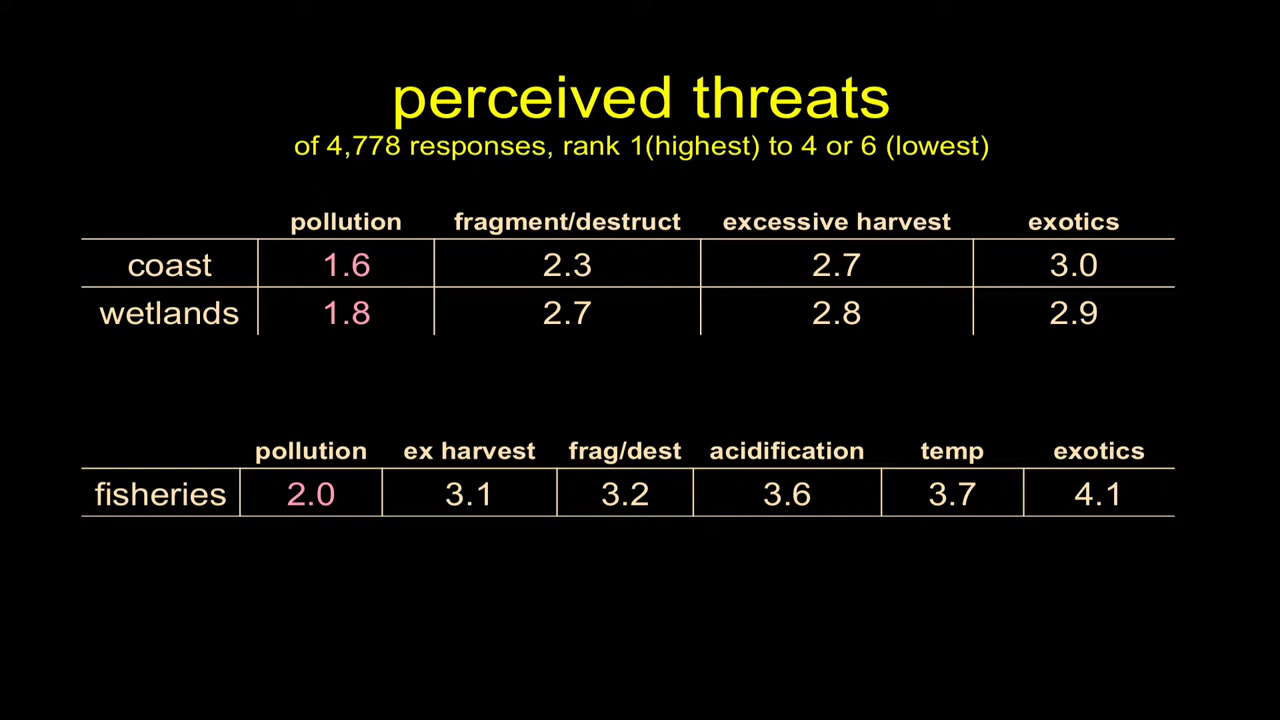 perceived threats
of 4,778 responses, rank 1(highest) to 4 or 6 (lowest)
pollution fragment/destruct excessive harvest exotics
coast 1.6 2.3 2.7 3.0
wetlands 1.8 2.7 2.8 2.9
pollution ex harvest frag/dest acidification temp exotics
fisheries 2.0 3.1 3.2 3.6 3.7 4.1